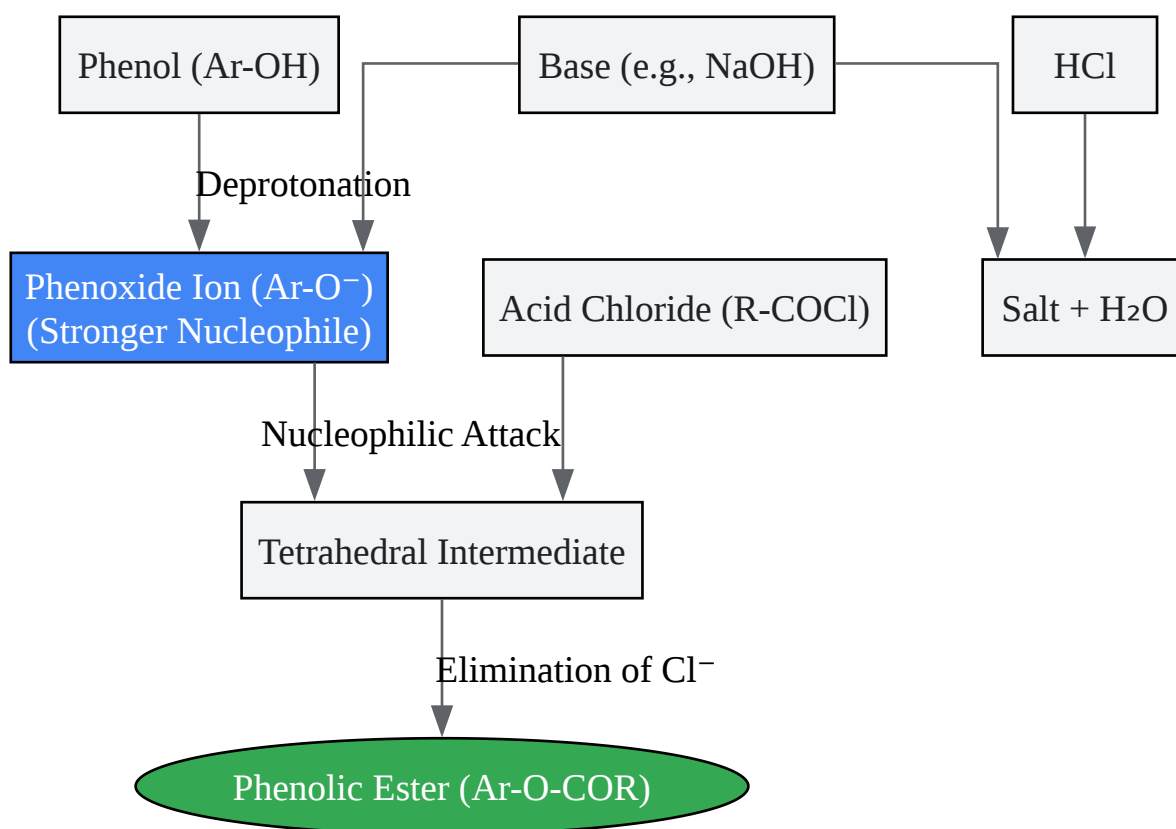 Phenol (Ar-OH)
Base (e.g., NaOH)
HCl
Deprotonation
Phenoxide Ion (Ar-O⁻)
(Stronger Nucleophile)
Acid Chloride (R-COCl)
Salt + H₂O
Nucleophilic Attack
Tetrahedral Intermediate
Elimination of Cl⁻
Phenolic Ester (Ar-O-COR)